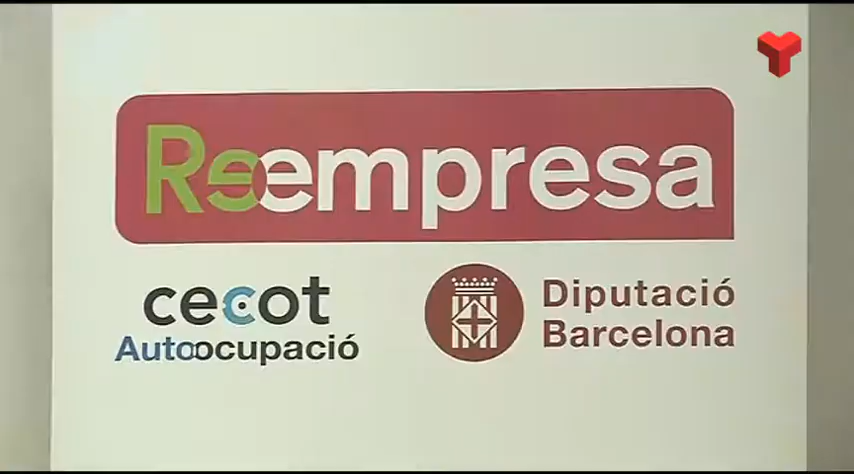 Reempresa
cecot
Autoocupació
Diputació
Barcelona